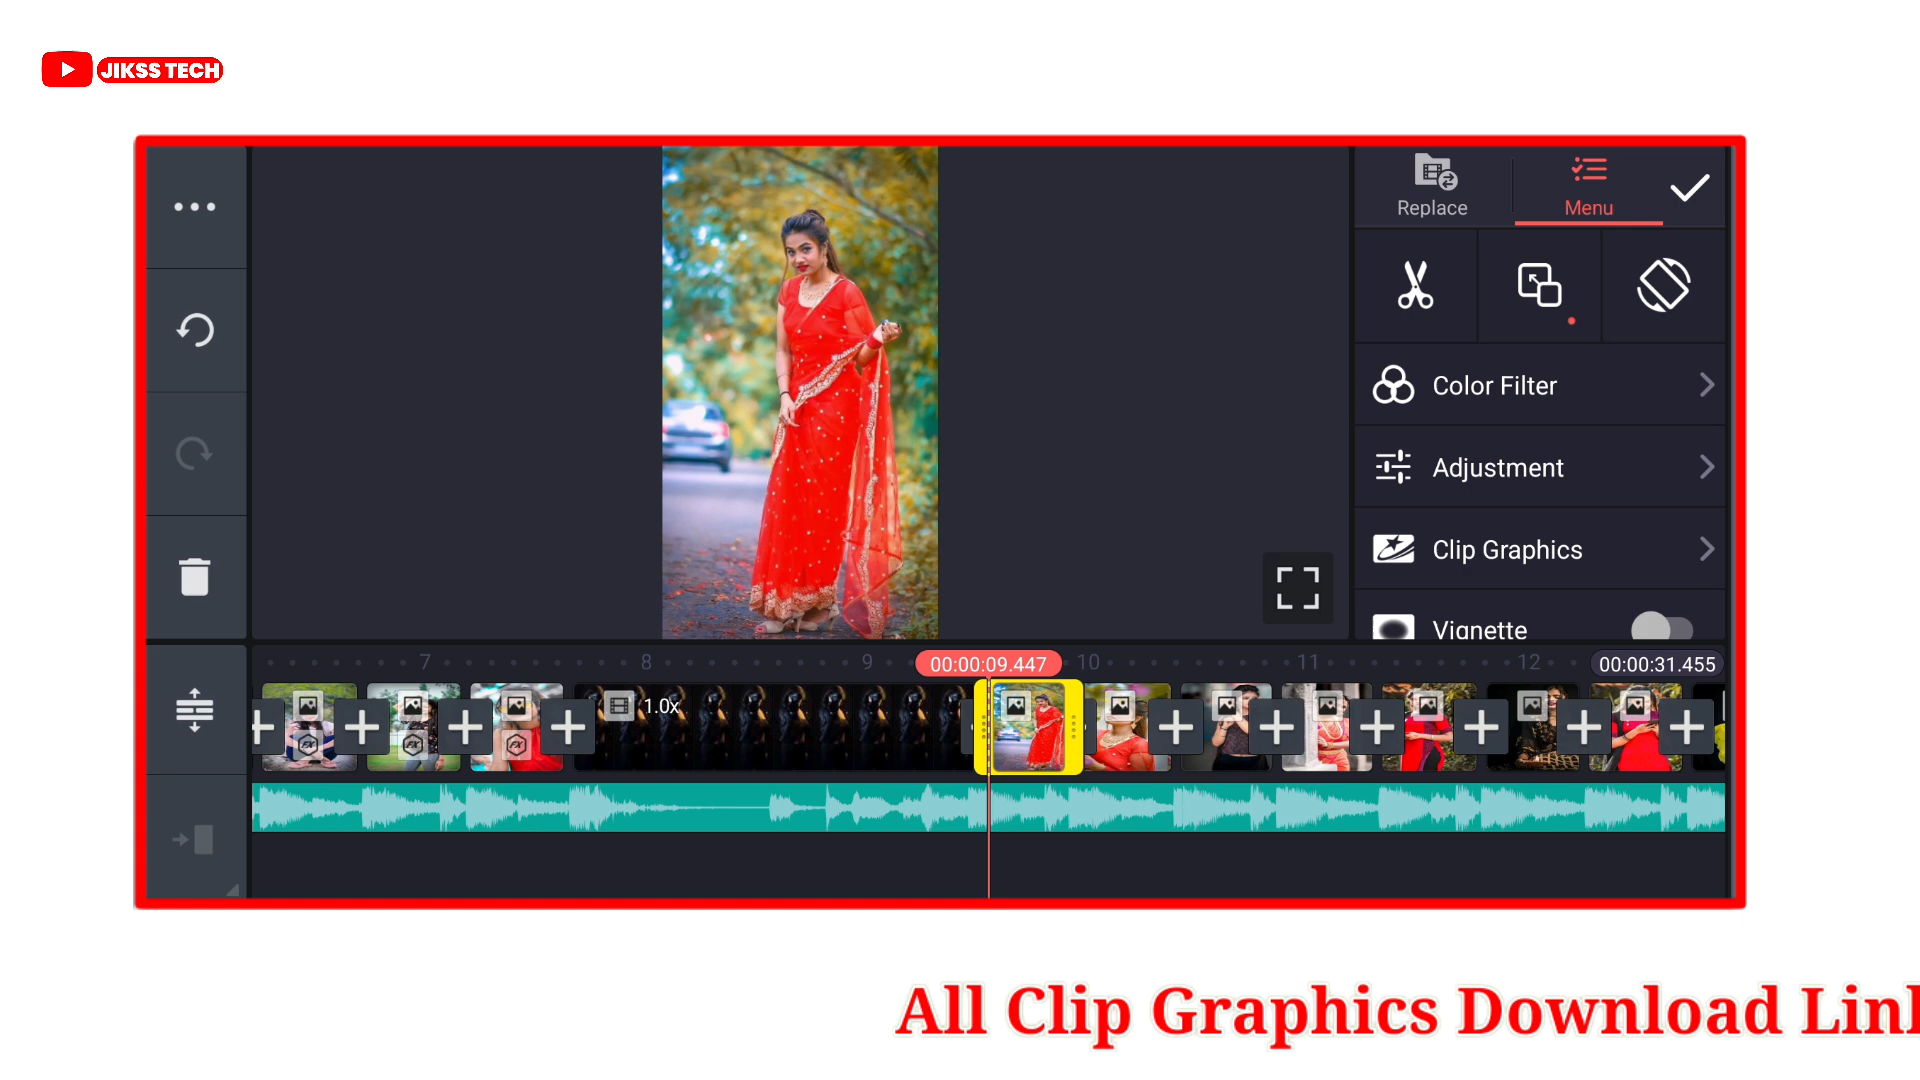 JIKSS TECH
Replace
Menu
Color Filter
Adjustment
Clip Graphics
Vignette
7
8
9
00:00:09.447
10
11
12
00:00:31.455
1.0x
All Clip Graphics Download Link